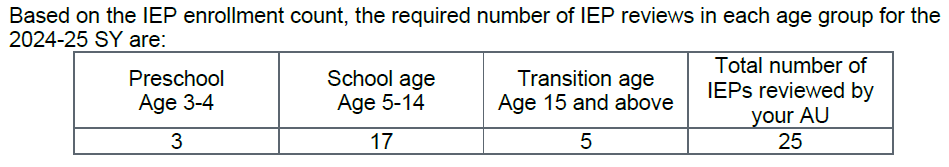 Based on the IEP enrollment count, the required number of IEP reviews in each age group for the
2024-25 SY are:
Preschool
Age 3-4
School age
Age 5-14
Transition age
Age 15 and above
Total number of
IEPs reviewed by
your AU
3
17
5
25